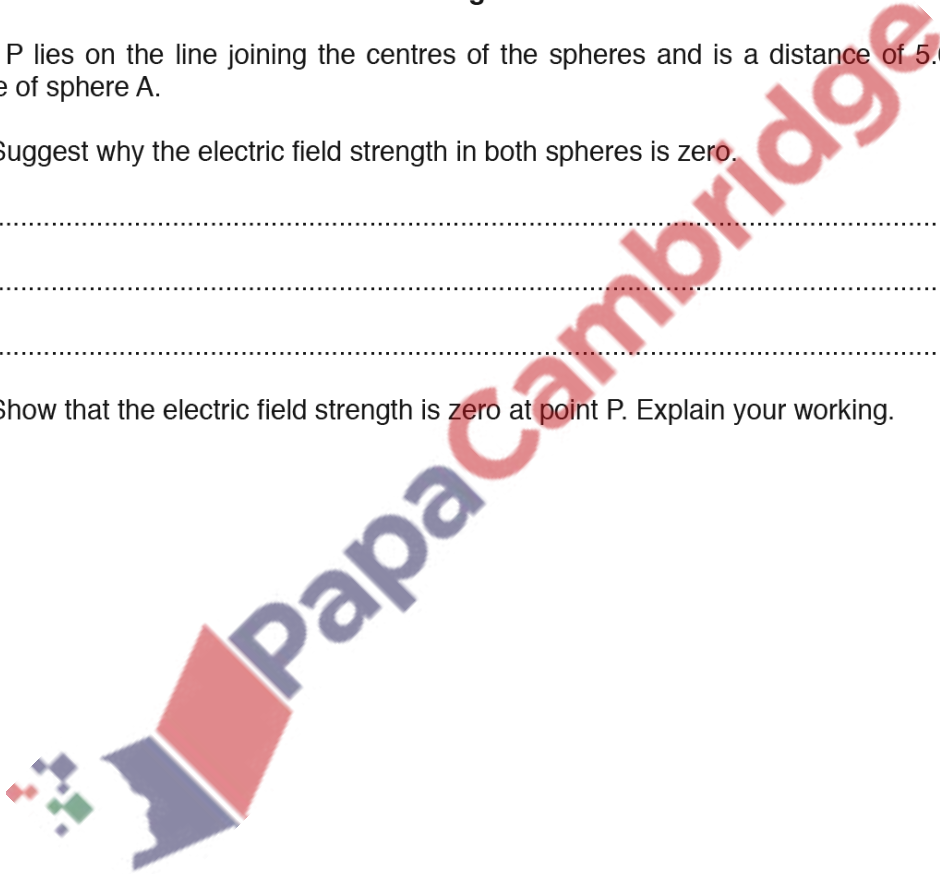 P lies on the line joining the centres of the spheres and is a distance of 5.
of sphere A.
Suggest why the electric field strength in both spheres is zero.
Show that the electric field strength is zero at point P. Explain your working.
PapaCambridge